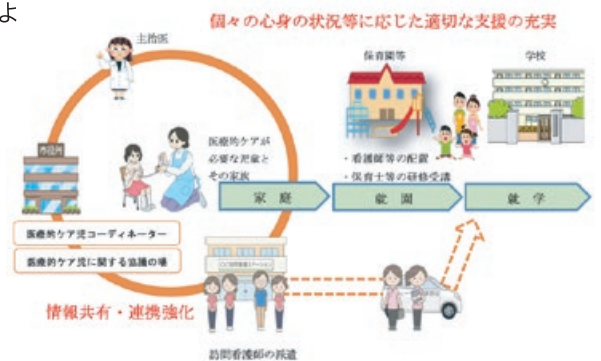 よ
個々の心身の状況等に応じた適切な支援の充実
主治医
保育園等
学校
市役所
医療的ケアが
必要な児童と
その家族
・看護師等の配置
・保育士等の研修受講
家庭
就園
就学
医療的ケア児コーディネーター
医療的ケア児に関する協議の場
情報共有・連携強化
訪問看護師の派遣